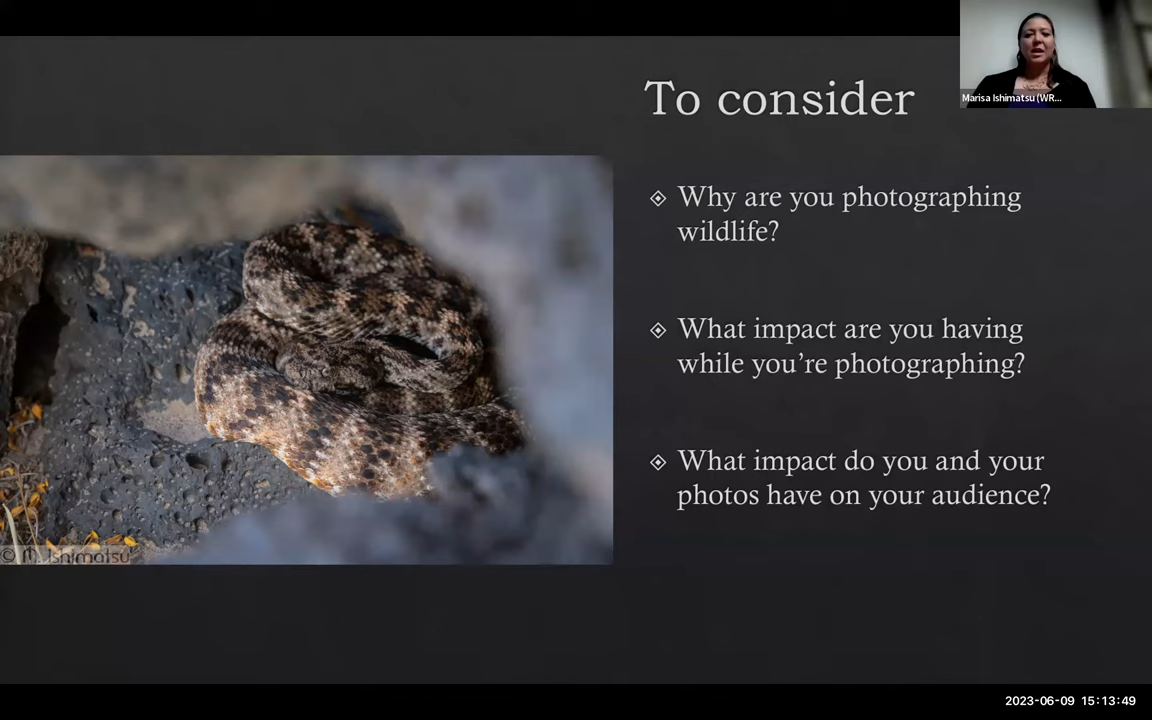 To consider
Marisa Ishimatsu (WR...
Why are you photographing
wildlife?
What impact are you having
while you’re photographing?
What impact do you and your
photos have on your audience?
© M. Ishimatsu
2023-06-09 15:13:49